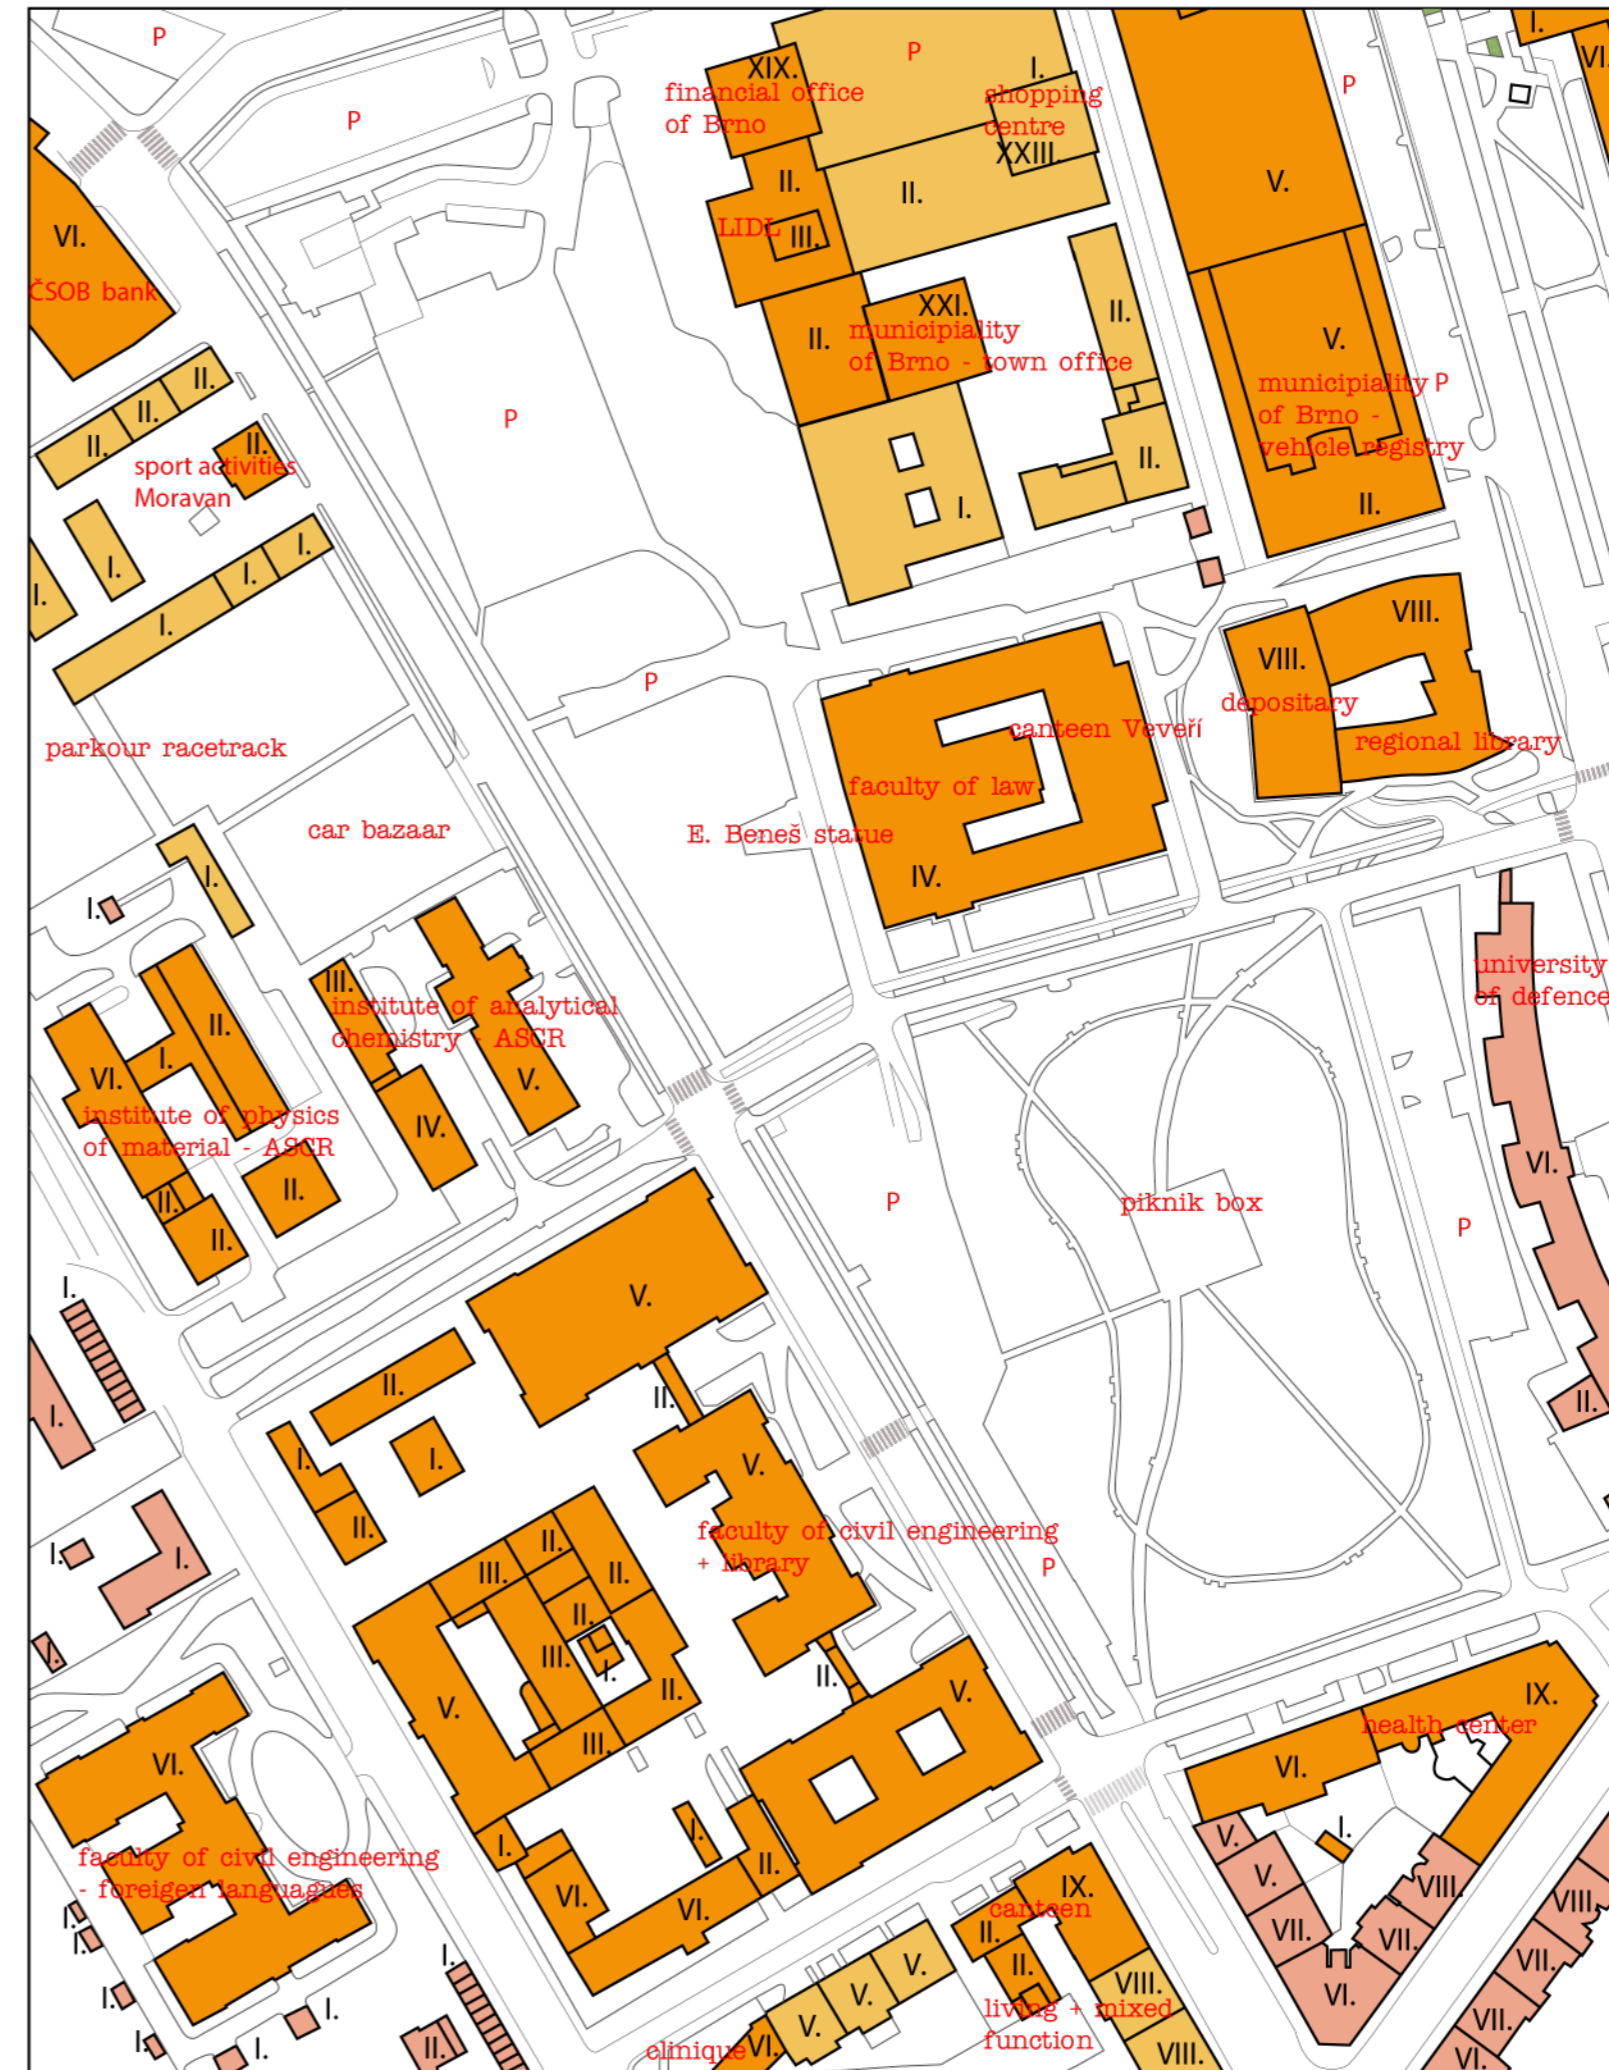 P
P
XIX.
P
I.
P
I.
VI.
financial office
of Brno
shopping
centre
XXIII.
II.
II.
V.
VI.
LIDL
III.
ČSOB bank
II.
XXI.
II.
V.
municipiality
of Brno - town office
II.
II.
II.
II.
P
municipiality P
of Brno -
vehicle registry
sport activities
Moravan
II.
I.
II.
I.
I.
I.
I.
I.
VIII.
VIII.
P
depositary
canteen Veveří
regional library
parkour racetrack
faculty of law
car bazaar
E. Beneš statue
IV.
I.
I.
university
of defence
III.
institute of analytical
chemistry - ASCR
II.
I.
VI.
V.
IV.
institute of physics
of material - ASCR
II.
II.
II.
VI.
P
piknik box
P
I.
V.
II.
II.
I.
II.
I.
I.
V.
II.
faculty of civil engineering
+ library
P
I.
I.
III.
II.
II.
II.
I.
III.
I.
II.
II.
V.
V.
III.
IX.
health center
VI.
VI.
I.
V.
I.
I.
II.
V.
faculty of civil engineering
- foreigen languagues
VI.
VI.
IX.
canteen
II.
VIII.
VIII.
VII.
VII.
I.
I.
I.
V.
II.
VII.
V.
VIII.
living + mixed
function
VI.
I.
I.
V.
VII.
I.
I.
II.
clinique
VI.
VIII.
VI.